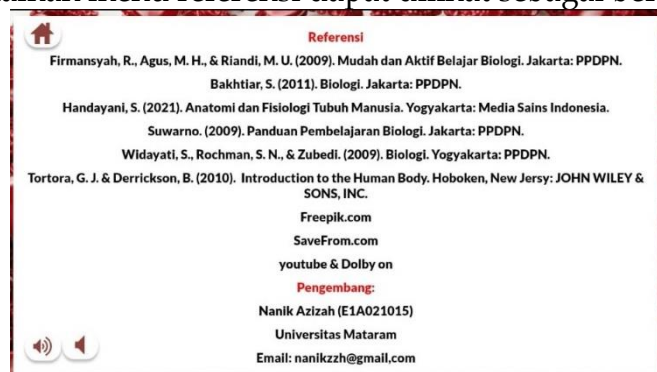 Referensi
Firmansyah, R., Agus, M. H., & Riandi, M. U. (2009). Mudah dan Aktif Belajar Biologi. Jakarta: PPDPN.
Bakhtiar, S. (2011). Biologi. Jakarta: PPDPN.
Handayani, S. (2021). Anatomi dan Fisiologi Tubuh Manusia. Yogyakarta: Media Sains Indonesia.
Suwarno. (2009). Panduan Pembelajaran Biologi. Jakarta: PPDPN.
Widayati, S., Rochman, S. N., & Zubedi. (2009). Biologi. Yogyakarta: PPDPN.
Tortora, G. J. & Derrickson, B. (2010). Introduction to the Human Body. Hoboken, New Jersy: JOHN WILEY &
SONS, INC.
Freepik.com
SaveFrom.com
youtube & Dolby on
Pengembang:
Nanik Azizah (E1A021015)
Universitas Mataram
Email: nanikzzh@gmail,com